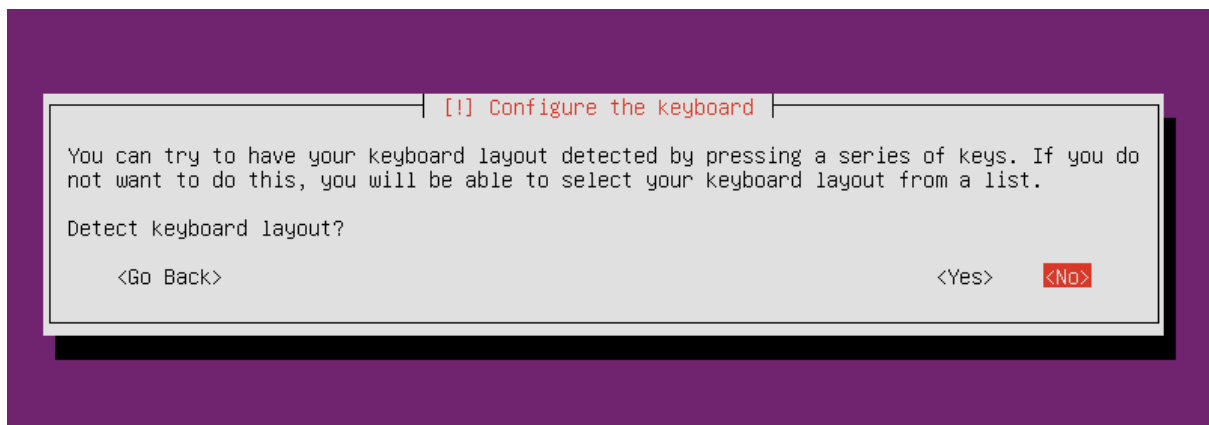 [!] Configure the keyboard
You can try to have your keyboard layout detected by pressing a series of keys. If you do
not want to do this, you will be able to select your keyboard layout from a list.
Detect keyboard layout?
<Go Back> <Yes> <No>